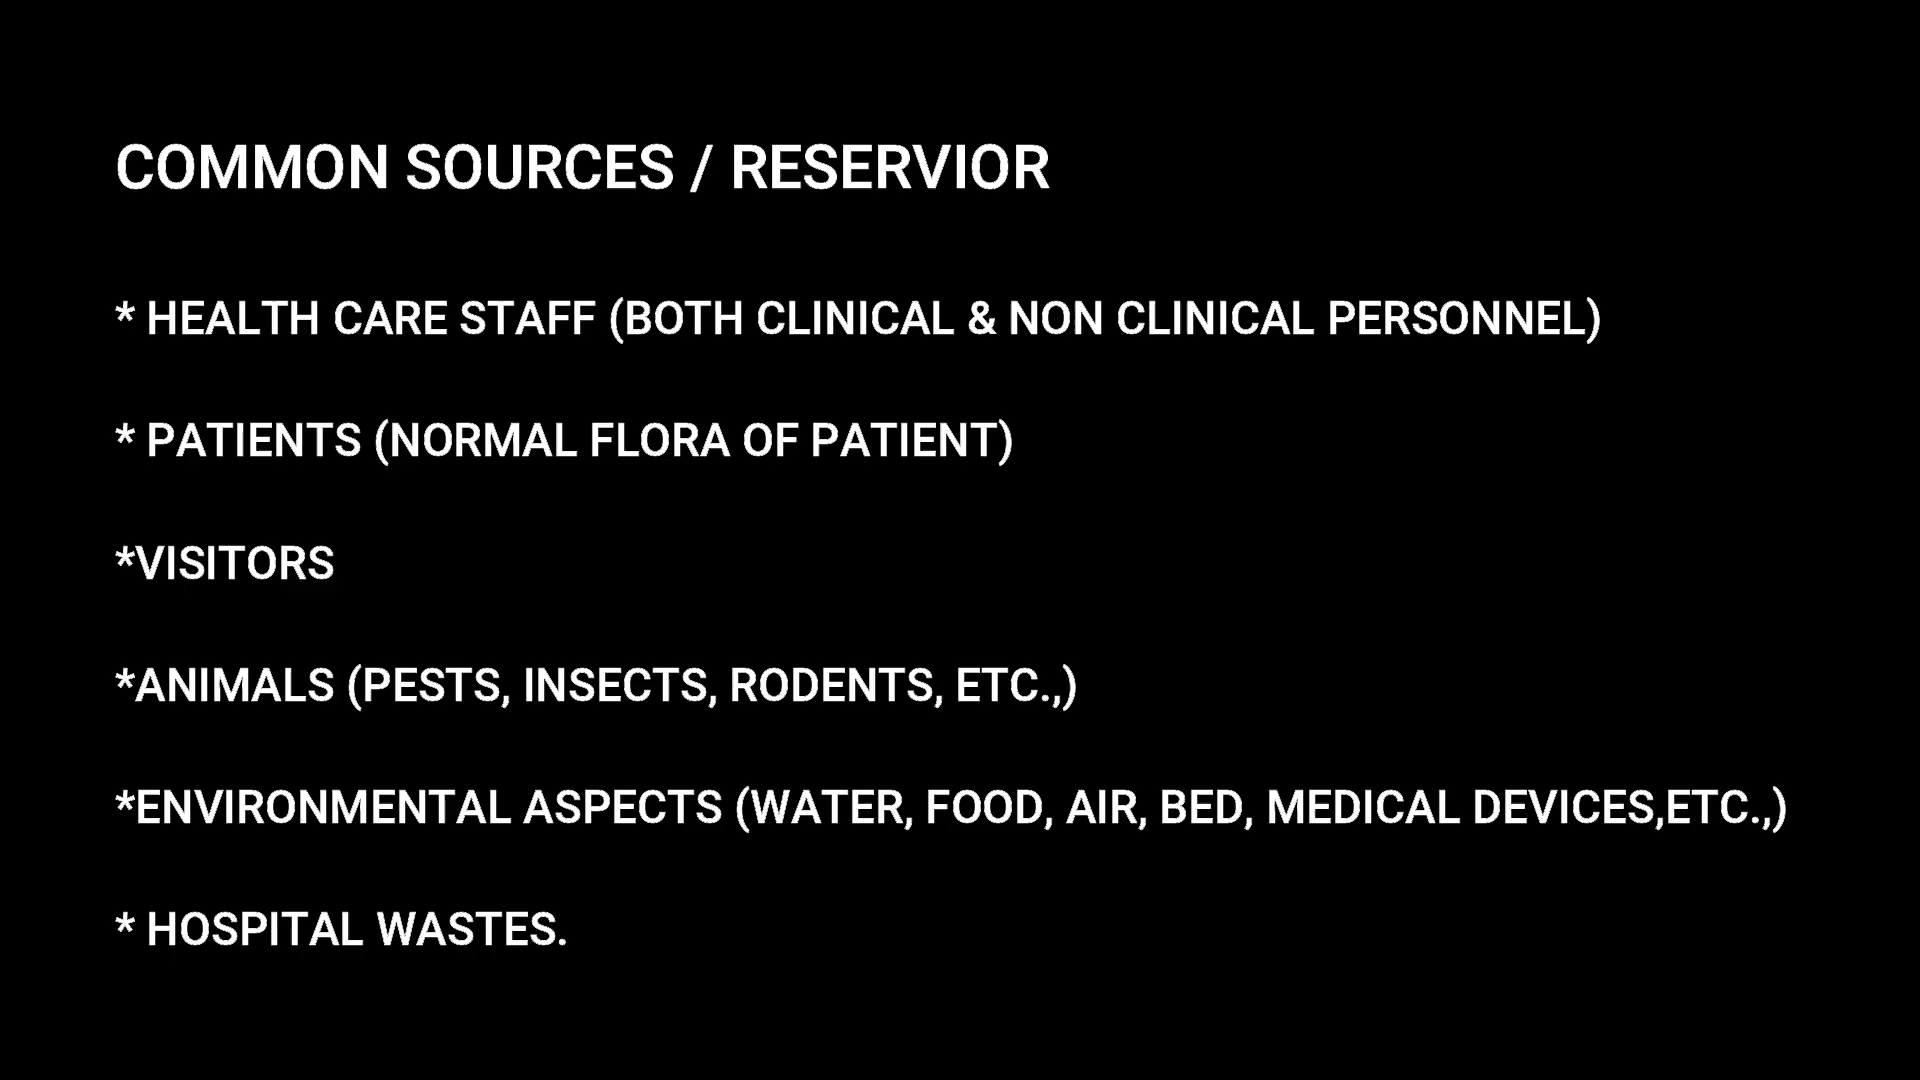 COMMON SOURCES / RESERVIOR
* HEALTH CARE STAFF (BOTH CLINICAL & NON CLINICAL PERSONNEL)
* PATIENTS (NORMAL FLORA OF PATIENT)
*VISITORS
*ANIMALS (PESTS, INSECTS, RODENTS, ETC.,)
*ENVIRONMENTAL ASPECTS (WATER, FOOD, AIR, BED, MEDICAL DEVICES,ETC.,)
* HOSPITAL WASTES.